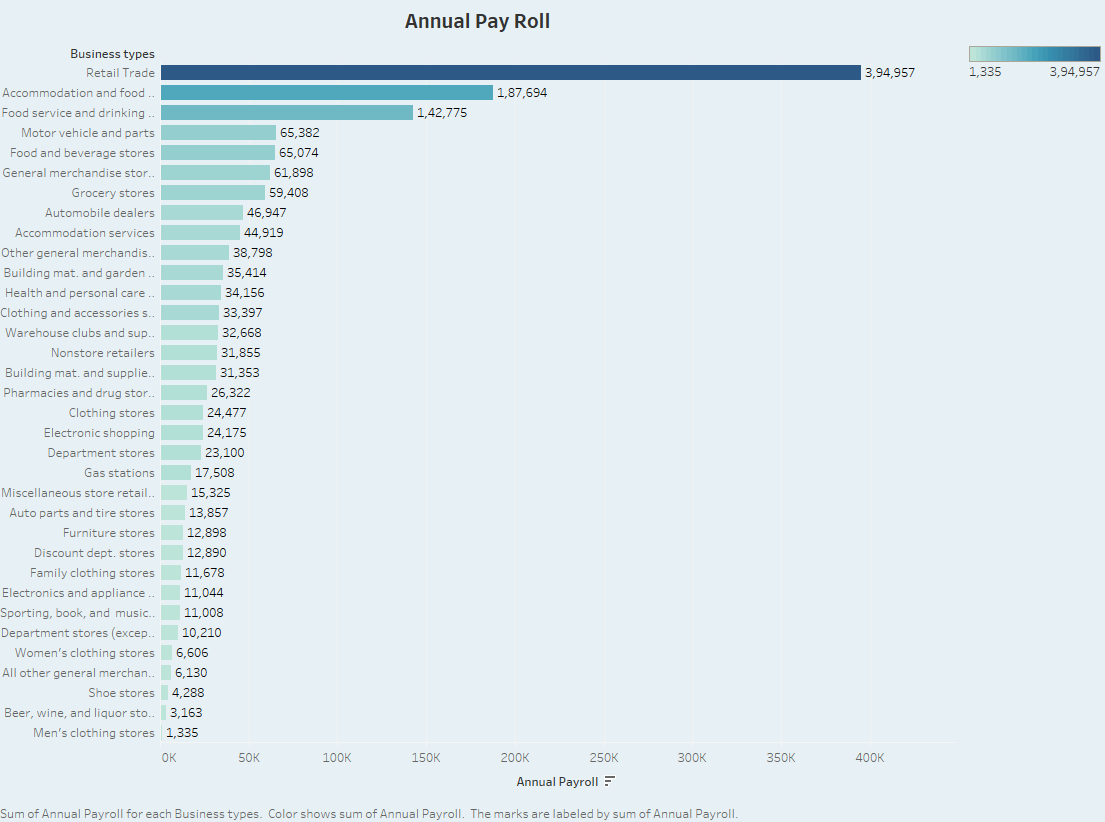 Annual Pay Roll
Business types
1,335 3,94,957
Retail Trade 3,94,957
Accommodation and food .. 1,87,694
Food service and drinking .. 1,42,775
Motor vehicle and parts 65,382
Food and beverage stores 65,074
General merchandise stor.. 61,898
Grocery stores 59,408
Automobile dealers 46,947
Accommodation services 44,919
Other general merchandis.. 38,798
Building mat. and garden .. 35,414
Health and personal care .. 34,156
Clothing and accessories s.. 33,397
Warehouse clubs and sup.. 32,668
Nonstore retailers 31,855
Building mat. and supplie.. 31,353
Pharmacies and drug stor.. 26,322
Clothing stores 24,477
Electronic shopping 24,175
Department stores 23,100
Gas stations 17,508
Miscellaneous store retail.. 15,325
Auto parts and tire stores 13,857
Furniture stores 12,898
Discount dept. stores 12,890
Family clothing stores 11,678
Electronics and appliance .. 11,044
Sporting, book, and music.. 11,008
Department stores (excep.. 10,210
Women's clothing stores 6,606
All other general merchan.. 6,130
Shoe stores 4,288
Beer, wine, and liquor sto.. 3,163
Men's clothing stores 1,335
0K 50K 100K 150K 200K 250K 300K 350K 400K
Annual Payroll
Sum of Annual Payroll for each Business types. Color shows sum of Annual Payroll. The marks are labeled by sum of Annual Payroll.